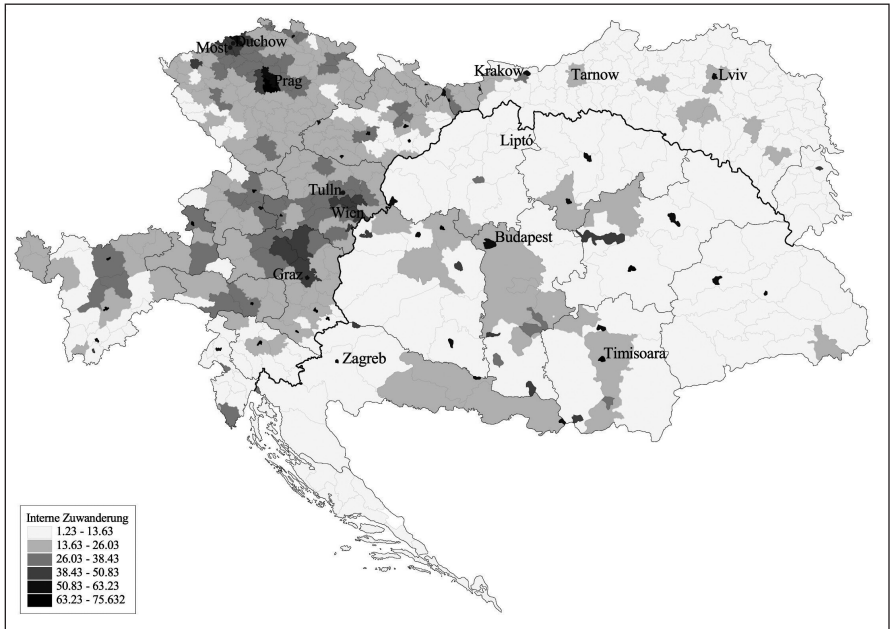 Most
Duchow
Prag
Krakow
Tarnow
Lviv
Liptó
Tulln
Wien
Budapest
Graz
Zagreb
Timisoara
Interne Zuwanderung
1.23 - 13.63
13.63 - 26.03
26.03 - 38.43
38.43 - 50.83
50.83 - 63.23
63.23 - 75.632